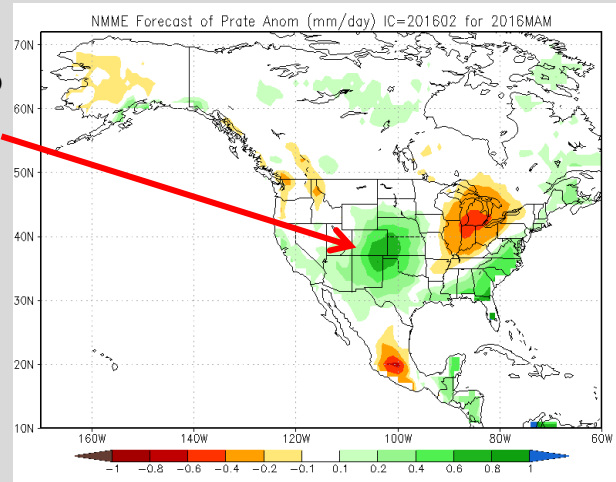 NMME Forecast of Prate Anom (mm/day) IC=201602 for 2016MAM
70N
60N
50N
40N
30N
20N
10N
160W 140W 120W 100W 80W 60W
-1 -0.8 -0.6 -0.4 -0.2 -0.1 0.1 0.2 0.4 0.6 0.8 1